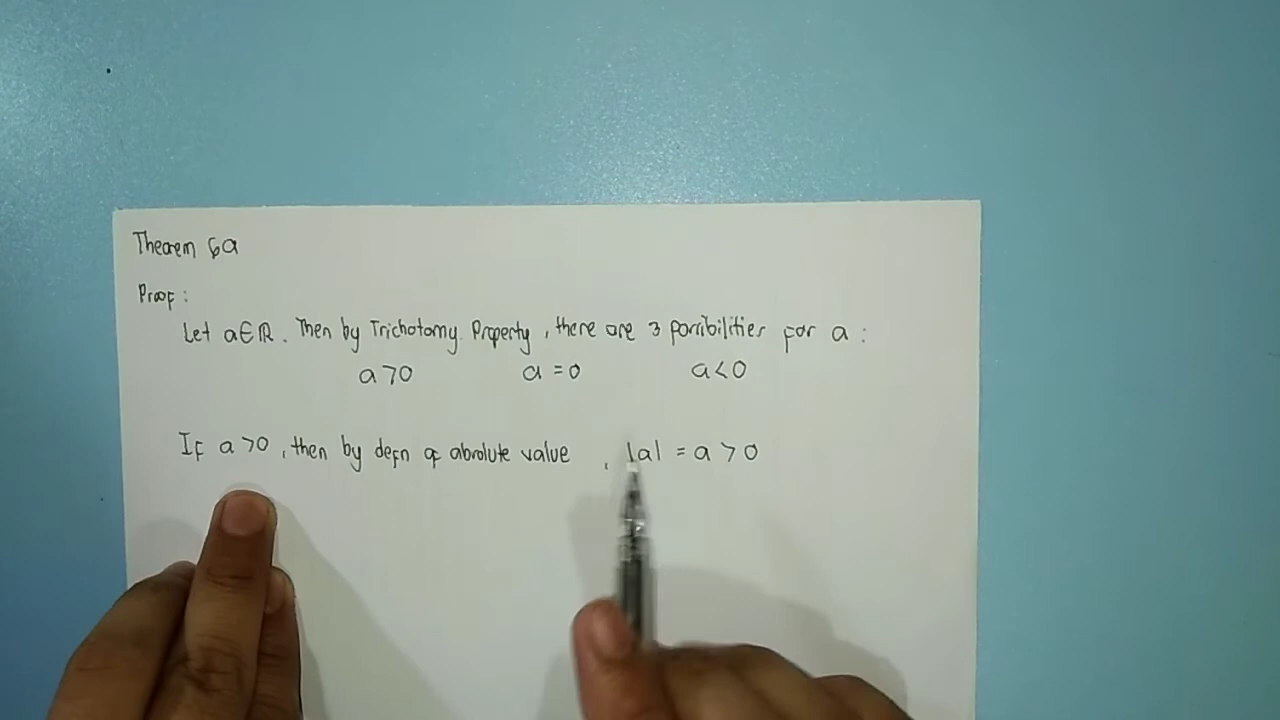 Theorem 6a
Proof :
Let a∈ℝ. Then by Trichotomy Property, there are 3 possibilities for a :
a>0 a=0 a<0
If a>0, then by defn of absolute value, |a| = a > 0